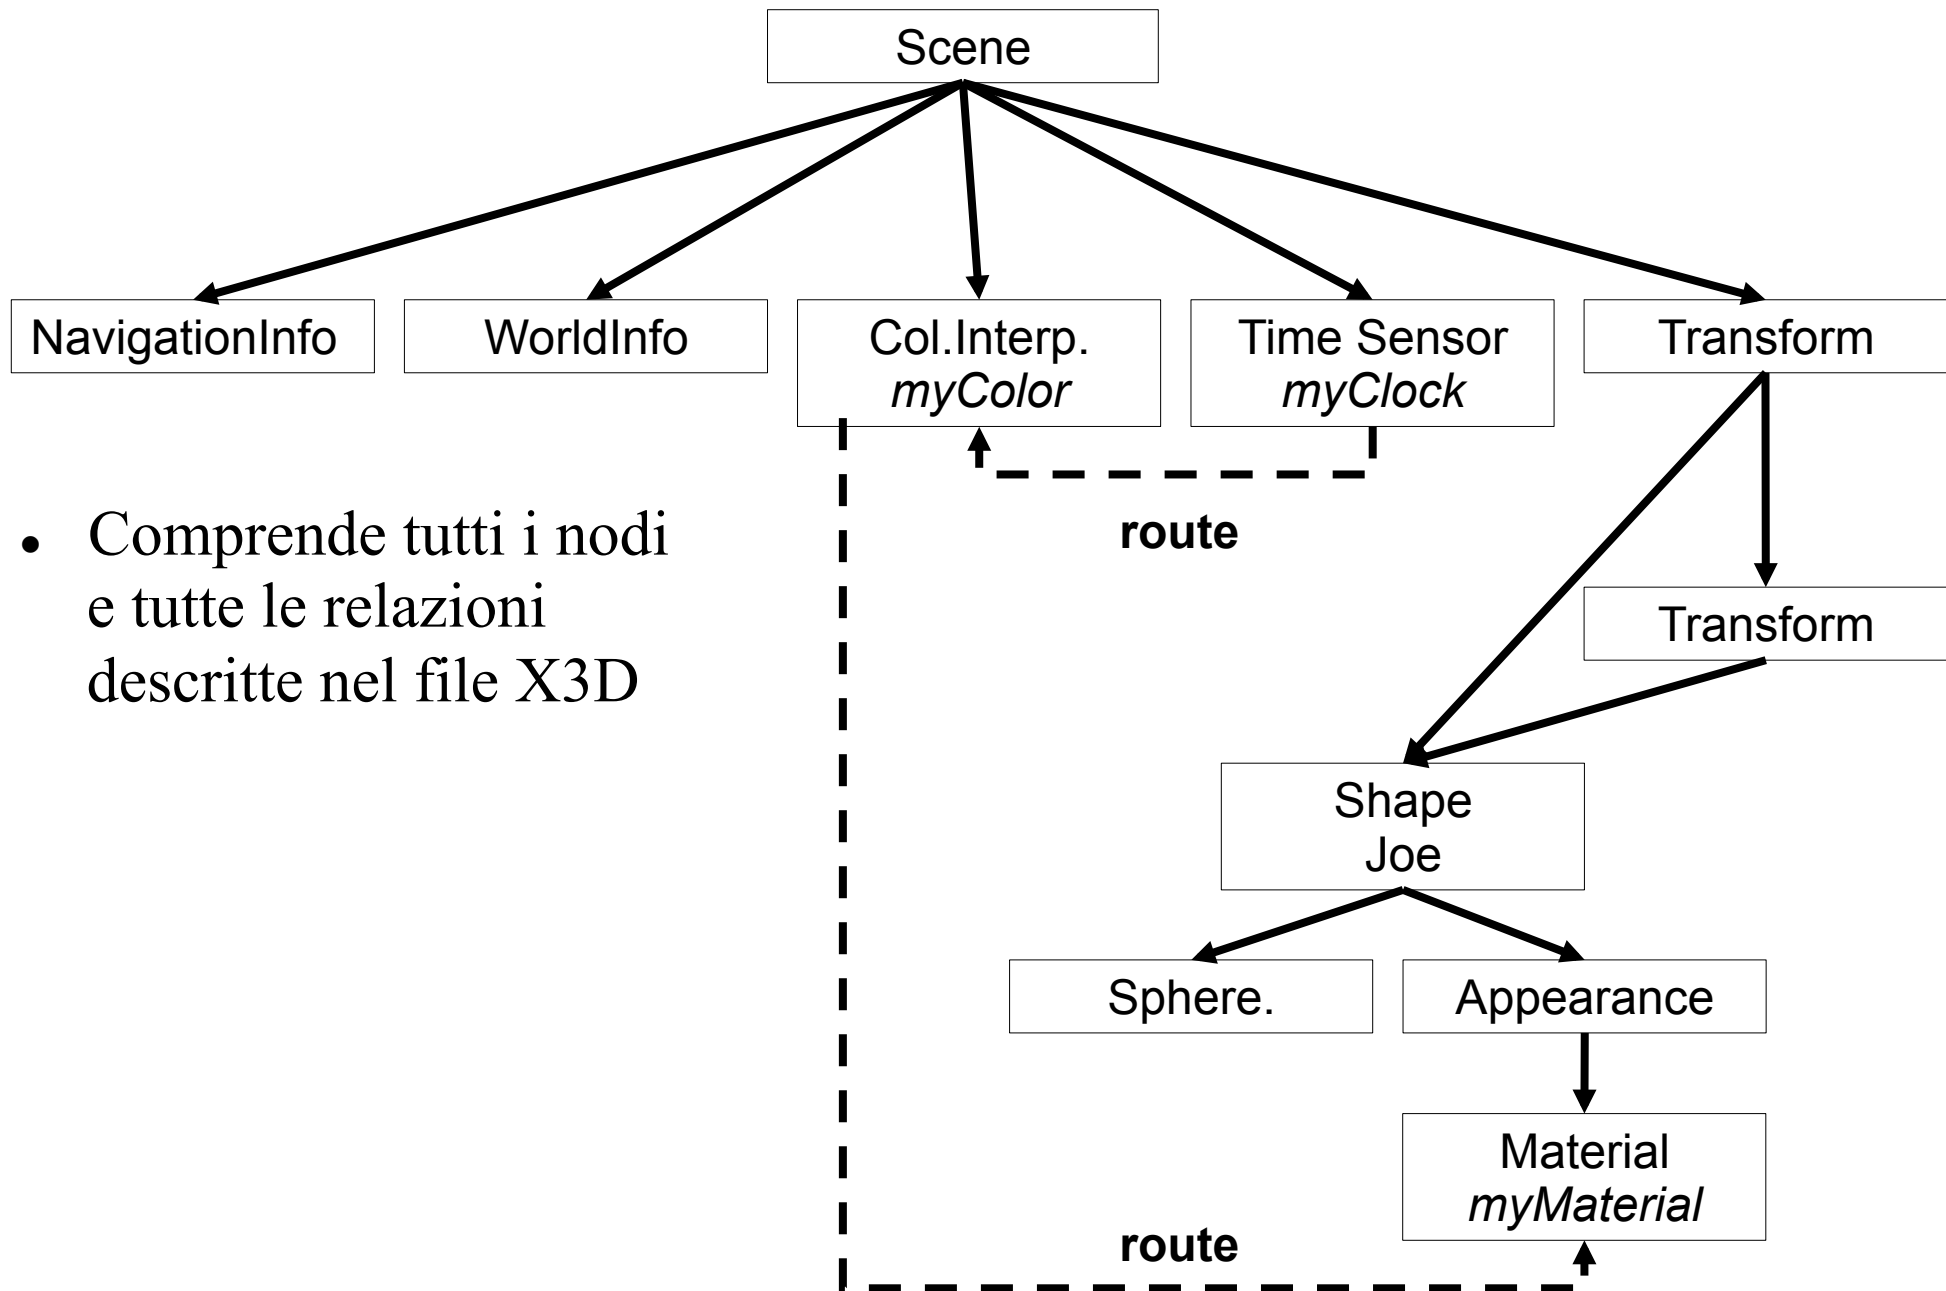 Scene
NavigationInfo
WorldInfo
Col.Interp.
myColor
Time Sensor
myClock
Transform
route
• Comprende tutti i nodi
e tutte le relazioni
descritte nel file X3D
Transform
Shape
Joe
Sphere.
Appearance
Material
myMaterial
route